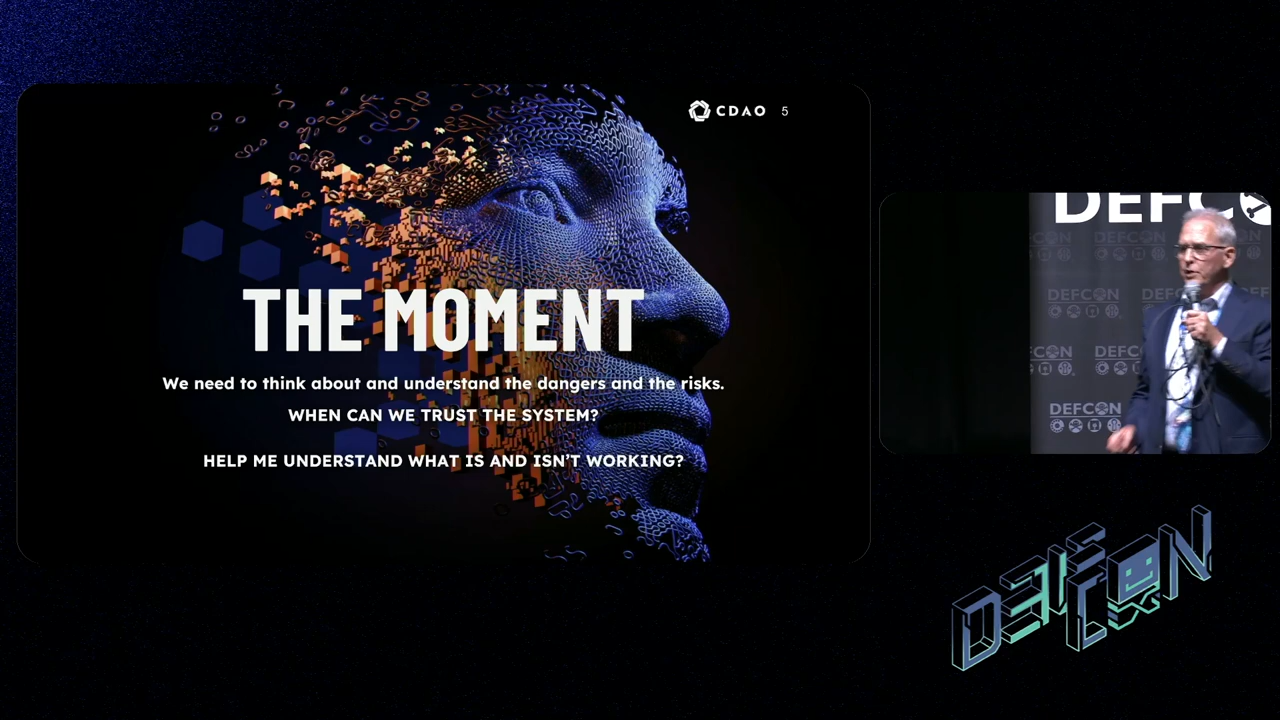 CDAO 5
THE MOMENT
We need to think about and understand the dangers and the risks.
WHEN CAN WE TRUST THE SYSTEM?
HELP ME UNDERSTAND WHAT IS AND ISN'T WORKING?
DEFCON
DEFCON
DEFCON
DEFCON
DEFCON